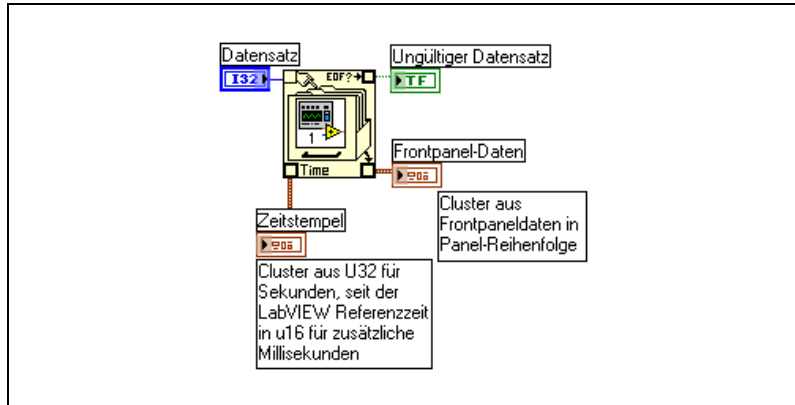 Datensatz
Ungültiger Datensatz
I32
EOF?
TF
1
Frontpanel-Daten
Time
Zeitstempel
Cluster aus
Frontpaneldaten in
Panel-Reihenfolge
Cluster aus U32 für
Sekunden, seit der
LabVIEW Referenzzeit
in u16 für zusätzliche
Millisekunden